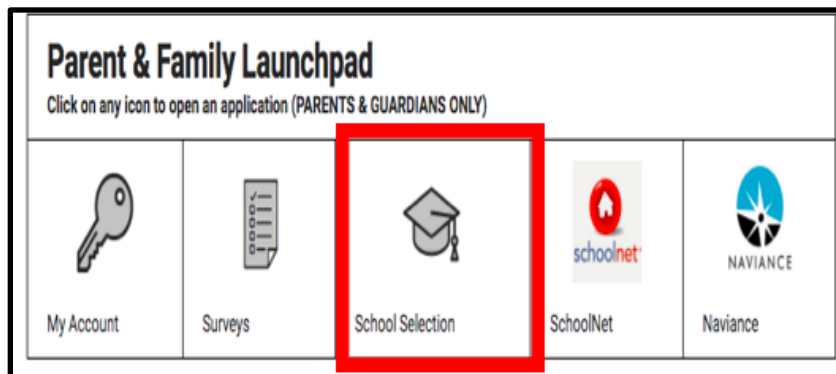 Parent & Family Launchpad
Click on any icon to open an application (PARENTS & GUARDIANS ONLY)
schoolnet
NAVIANCE
My Account
Surveys
School Selection
SchoolNet
Naviance